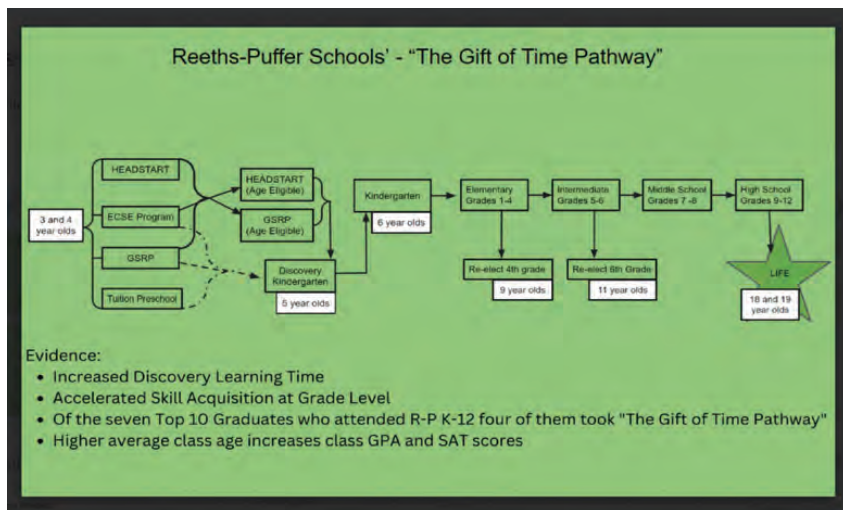 Reeths-Puffer Schools' - "The Gift of Time Pathway"
3 and 4
year olds
HEADSTART
ECSE Program
GSRP
Tuition Preschool
HEADSTART
(Age Eligible)
GSRP
(Age Eligible)
Discovery
Kindergarten
5 year olds
Kindergarten
6 year olds
Elementary
Grades 1-4
Re-elect 4th grade
9 year olds
Intermediate
Grades 5-6
Re-elect 6th Grade
11 year olds
Middle School
Grades 7 -8
High School
Grades 9-12
LIFE
18 and 19
year olds
Evidence:
• Increased Discovery Learning Time
• Accelerated Skill Acquisition at Grade Level
• Of the seven Top 10 Graduates who attended R-P K-12 four of them took "The Gift of Time Pathway"
• Higher average class age increases class GPA and SAT scores